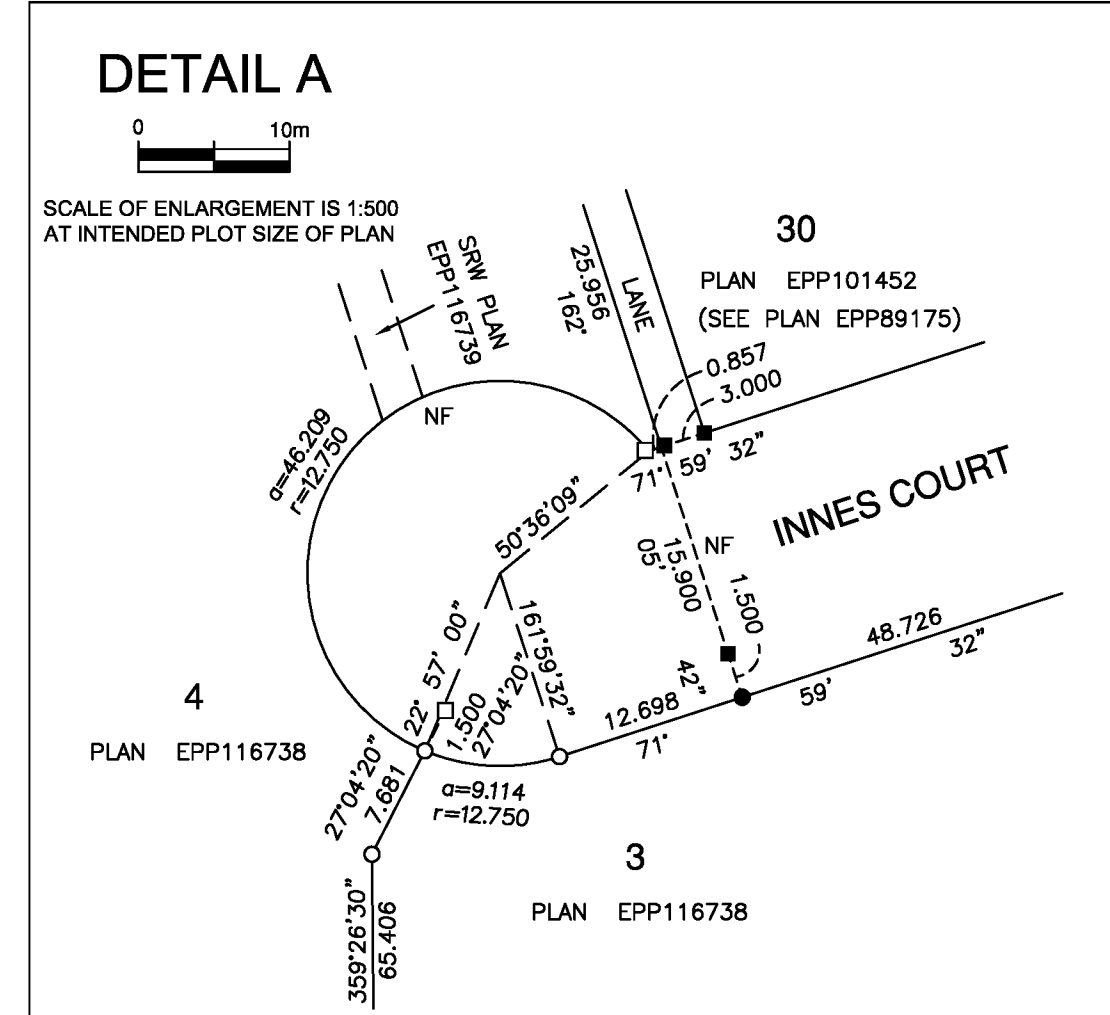 DETAIL A
0 10m
SCALE OF ENLARGEMENT IS 1:500
AT INTENDED PLOT SIZE OF PLAN
SRW PLAN
EPP116739
25.956
162°
LANE
30
PLAN EPP101452
(SEE PLAN EPP89175)
0.857
3.000
NF
a=46.209
r=12.750
71° 59' 32"
INNES COURT
50°36'09"
NF
15.900
05'
1.500
161°59'32"
48.726
32"
22° 57' 00"
42"
4
1.500
27°04'20"
12.698
59'
71°
PLAN EPP116738
27°04'20"
7.681
a=9.114
r=12.750
3
359°26'30"
65.406
PLAN EPP116738